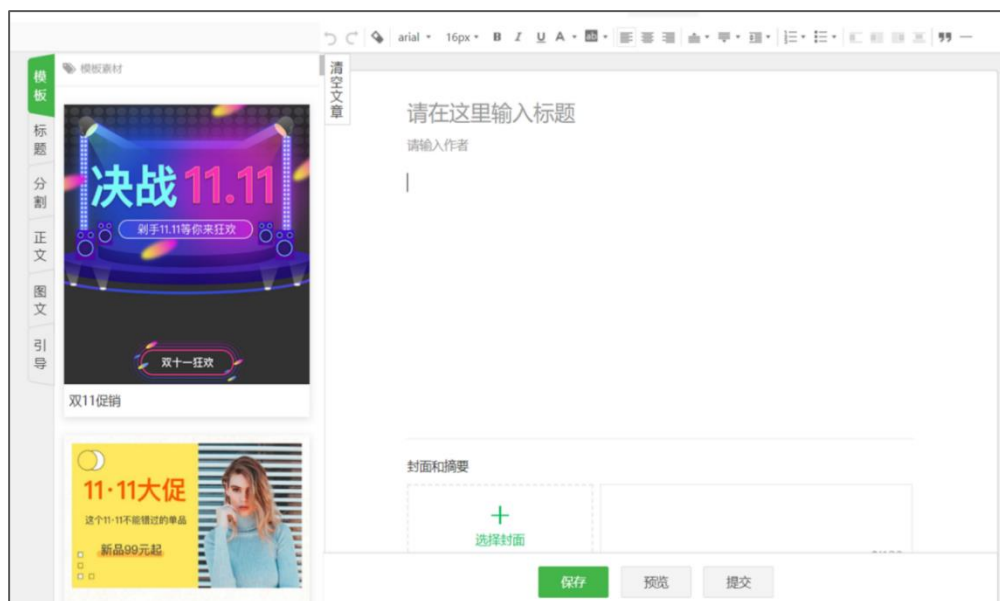 arial
16px
B I U A ab
模板
标题
分割
正文
图文
引导
模板素材
决战11.11
剁手11.11等你来狂欢
双十一狂欢
双11促销
11·11大促
这个11·11不能错过的单品
新品99元起
清空文章
请在这里输入标题
请输入作者
封面和摘要
+
选择封面
保存
预览
提交